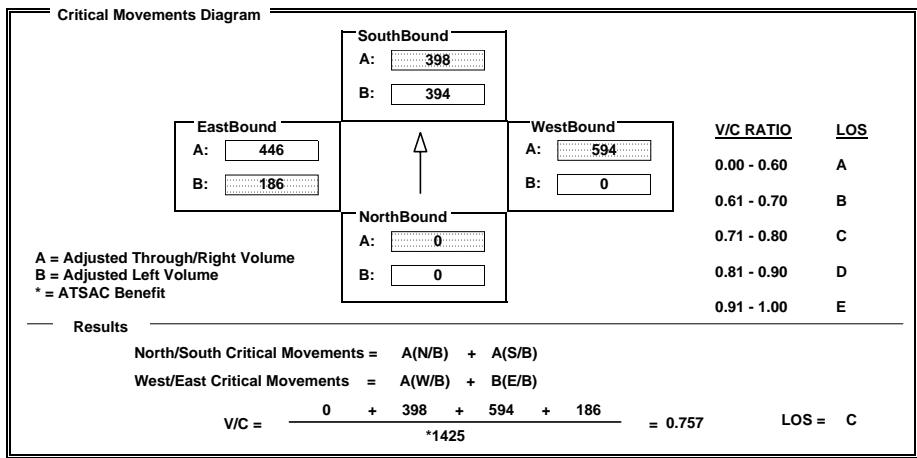 Critical Movements Diagram
SouthBound
A: 398
B: 394
EastBound
A: 446
B: 186
WestBound
A: 594
B: 0
NorthBound
A: 0
B: 0
V/C RATIO LOS
0.00 - 0.60 A
0.61 - 0.70 B
0.71 - 0.80 C
0.81 - 0.90 D
0.91 - 1.00 E
A = Adjusted Through/Right Volume
B = Adjusted Left Volume
* = ATSAC Benefit
Results
North/South Critical Movements = A(N/B) + A(S/B)
West/East Critical Movements = A(W/B) + B(E/B)
V/C = 0 + 398 + 594 + 186 = 0.757 LOS = C
*1425